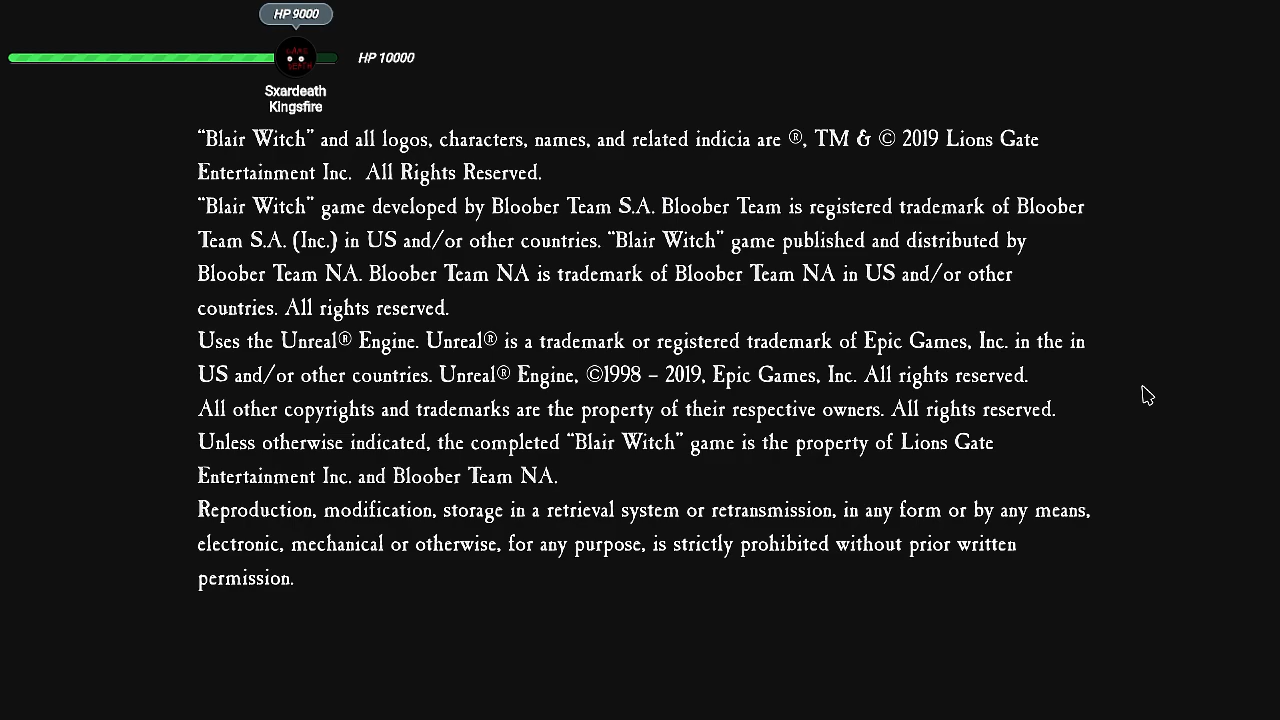 HP 9000
HP 10000
Sxardeath
Kingsfire
“Blair Witch” and all logos, characters, names, and related indicia are ®, TM & © 2019 Lions Gate
Entertainment Inc.  All Rights Reserved.
“Blair Witch” game developed by Bloober Team S.A. Bloober Team is registered trademark of Bloober
Team S.A. (Inc.) in US and/or other countries. “Blair Witch” game published and distributed by
Bloober Team NA. Bloober Team NA is trademark of Bloober Team NA in US and/or other
countries. All rights reserved.
Uses the Unreal® Engine. Unreal® is a trademark or registered trademark of Epic Games, Inc. in the in
US and/or other countries. Unreal® Engine, ©1998 – 2019, Epic Games, Inc. All rights reserved.
All other copyrights and trademarks are the property of their respective owners. All rights reserved.
Unless otherwise indicated, the completed “Blair Witch” game is the property of Lions Gate
Entertainment Inc. and Bloober Team NA.
Reproduction, modification, storage in a retrieval system or retransmission, in any form or by any means,
electronic, mechanical or otherwise, for any purpose, is strictly prohibited without prior written
permission.